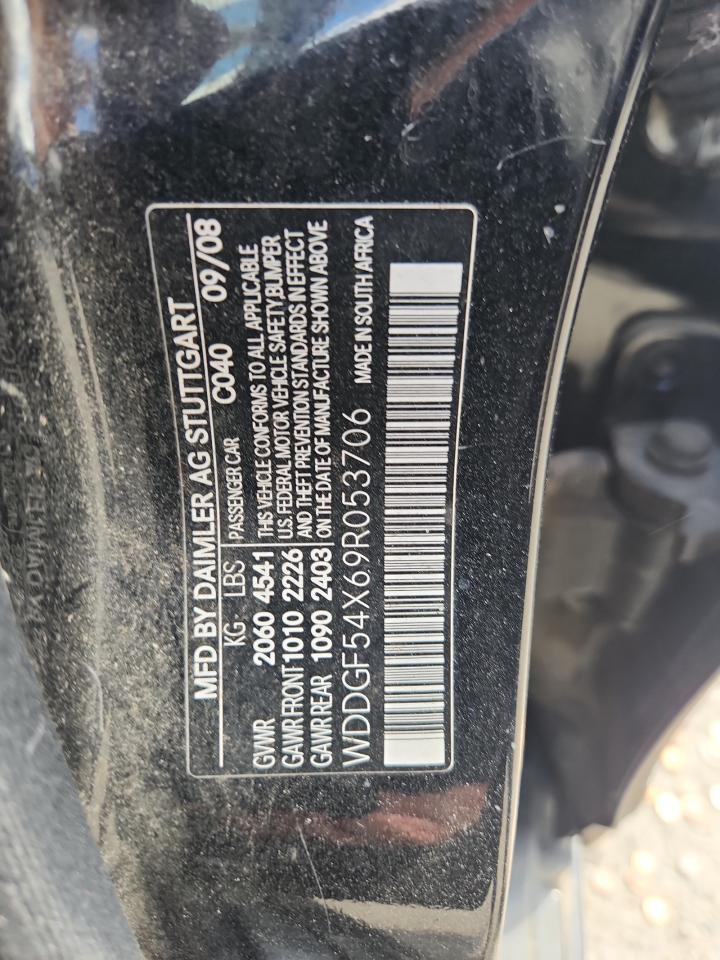 MFD BY DAIMLER AG STUTTGART
KG LBS C040 09/08
GVWR 2060 4541 PASSENGER CAR
GAWR FRONT 1010 2226
GAWR REAR 1090 2403
THIS VEHICLE CONFORMS TO ALL APPLICABLE
U.S. FEDERAL MOTOR VEHICLE SAFETY BUMPER
AND THEFT PREVENTION STANDARDS IN EFFECT
ON THE DATE OF MANUFACTURE SHOWN ABOVE
WDDGF54X69R053706 MADE IN SOUTH AFRICA